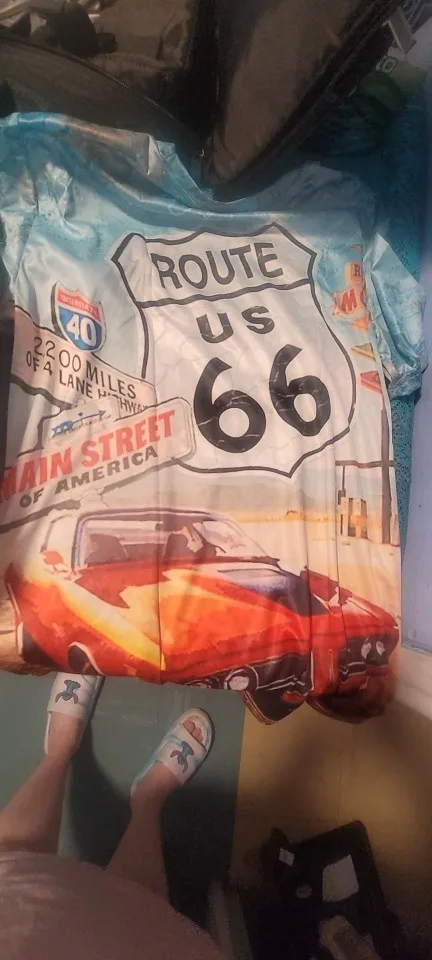 ROUTE
US
66
INTERSTATE
40
2200 MILES
OF 4 LANE HIGHWAY
MAIN STREET
OF AMERICA